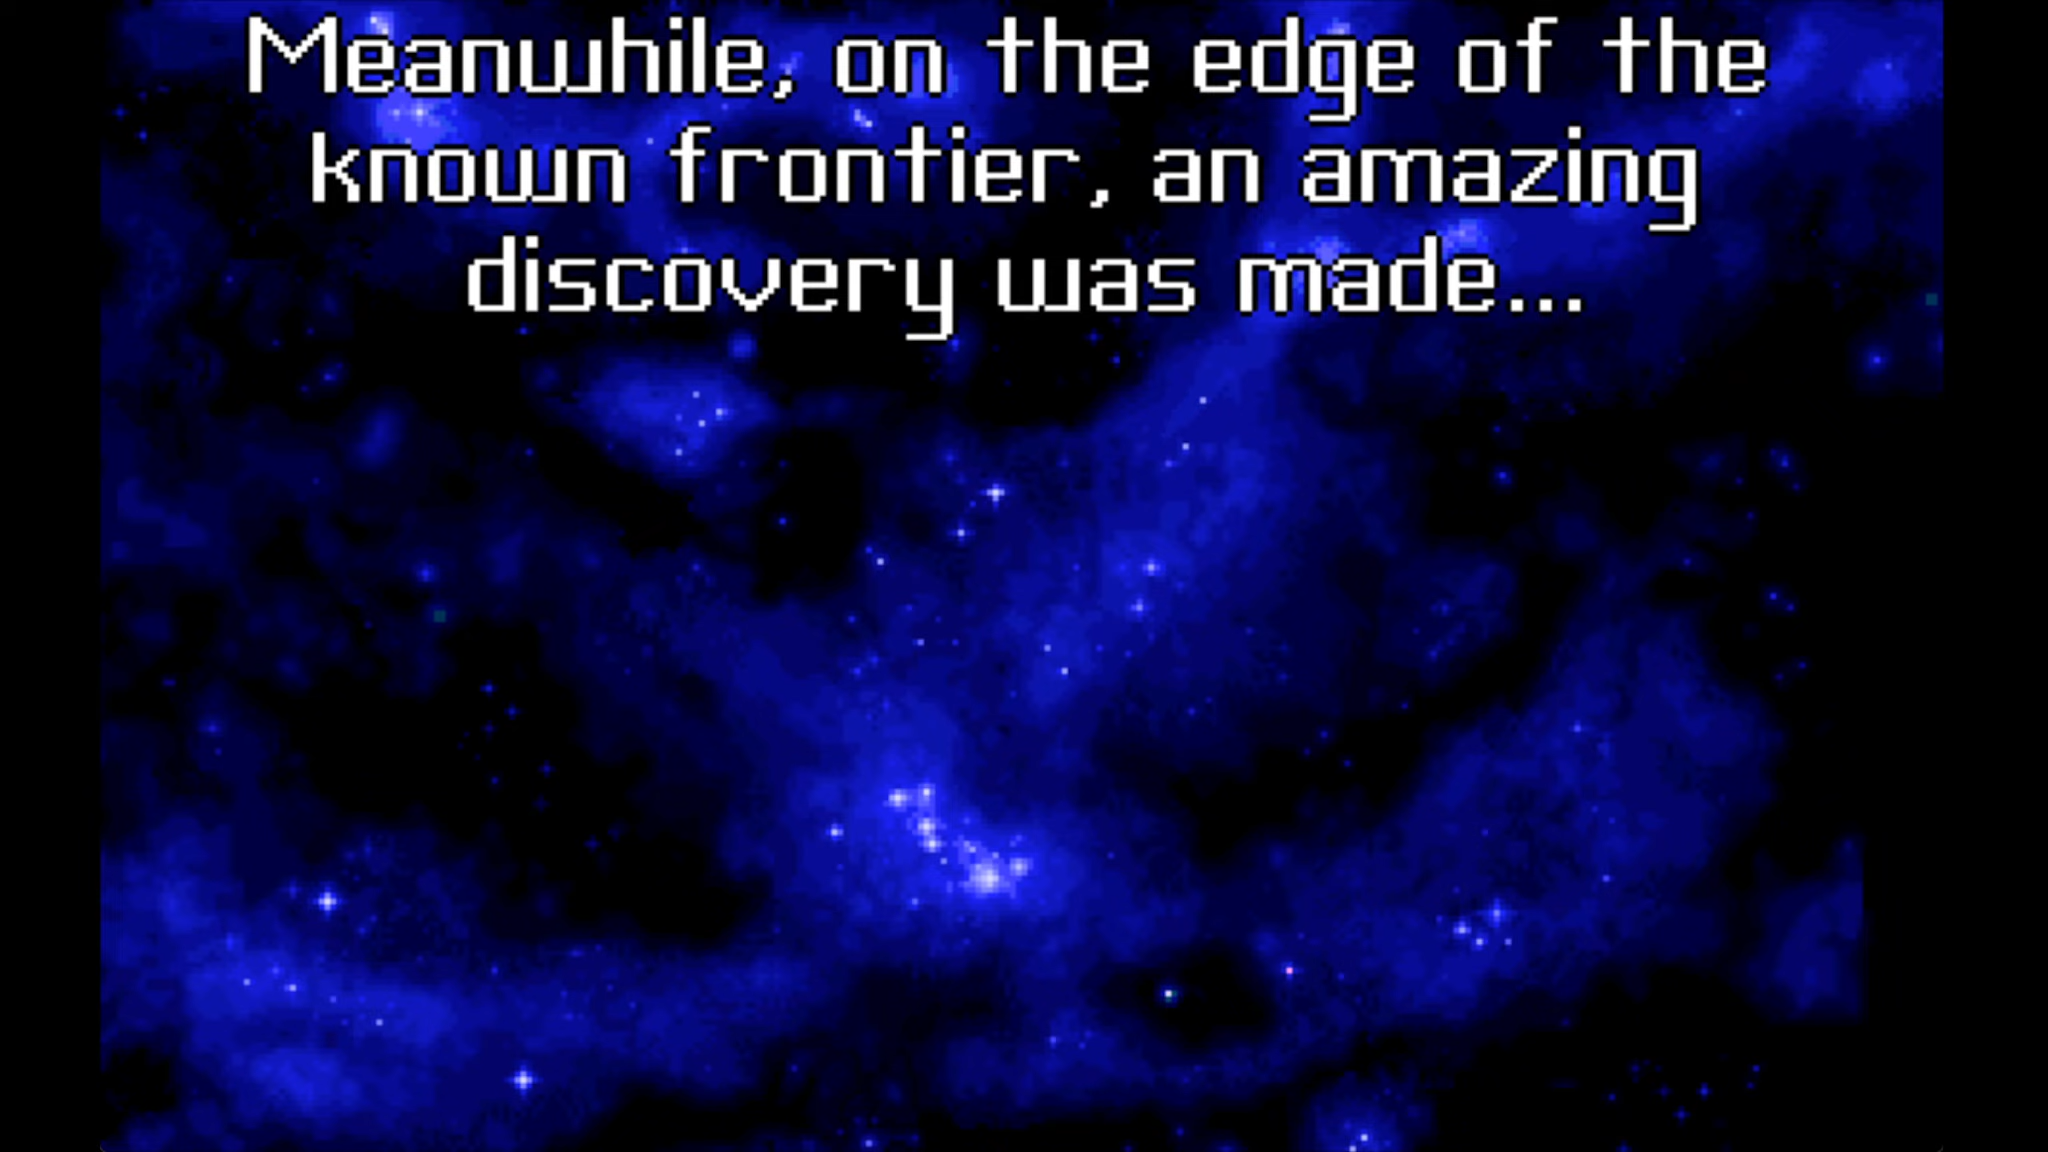 Meanwhile, on the edge of the
known frontier, an amazing
discovery was made...